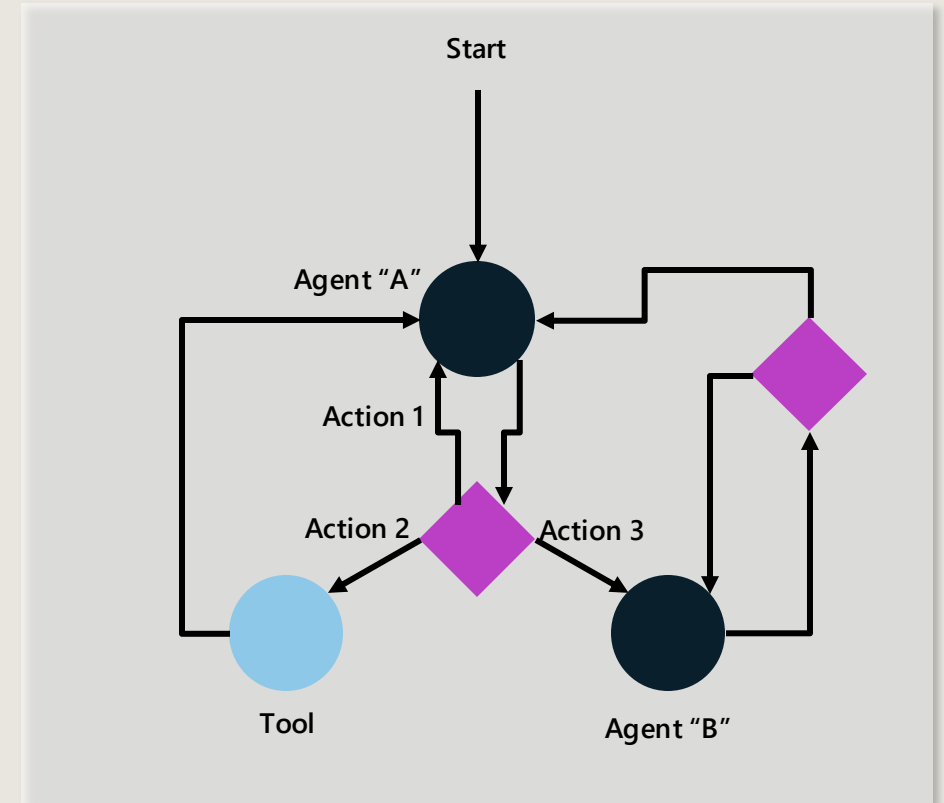 Start
Agent “A”
Action 1
Action 2
Action 3
Tool
Agent “B”